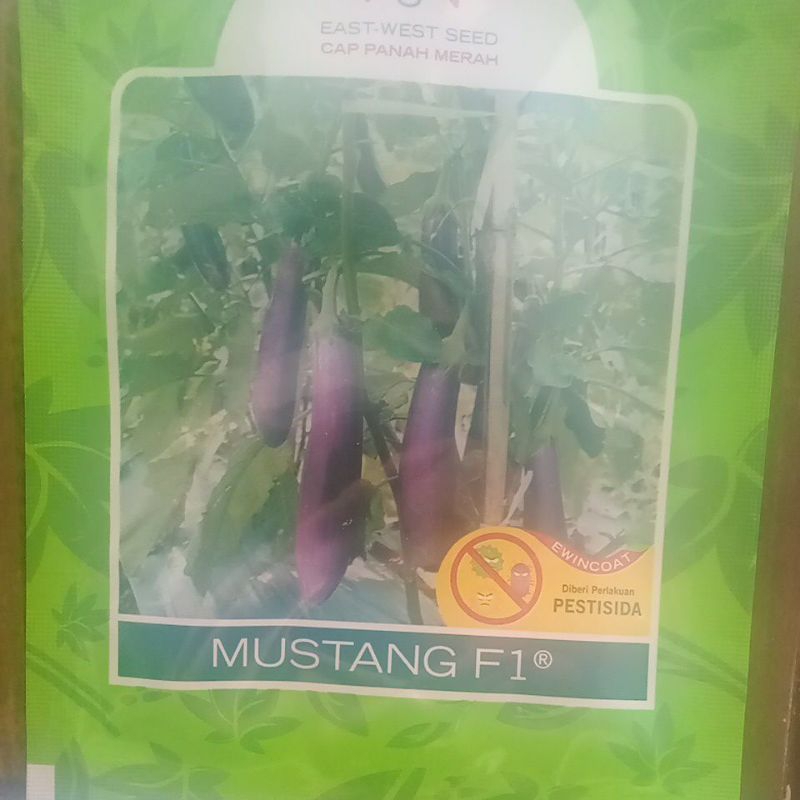 EAST-WEST SEED
CAP PANAH MERAH
EWINCOAT
Diberi Perlakuan
PESTISIDA
MUSTANG F1®